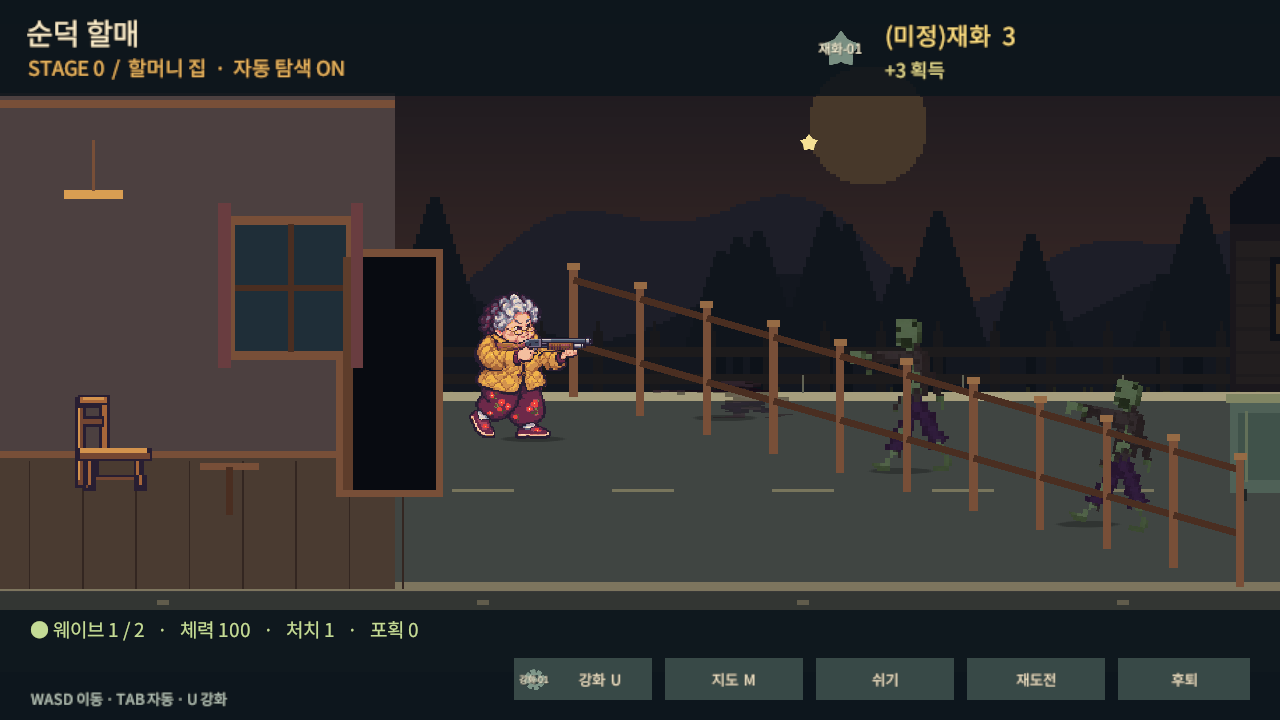 순덕 할매
STAGE 0 / 할머니 집 · 자동 탐색 ON
재화-01
(미정)재화 3
+3 획득
웨이브 1 / 2 · 체력 100 · 처치 1 · 포획 0
강화 U
지도 M
쉬기
재도전
후퇴
WASD 이동 · TAB 자동 · U 강화